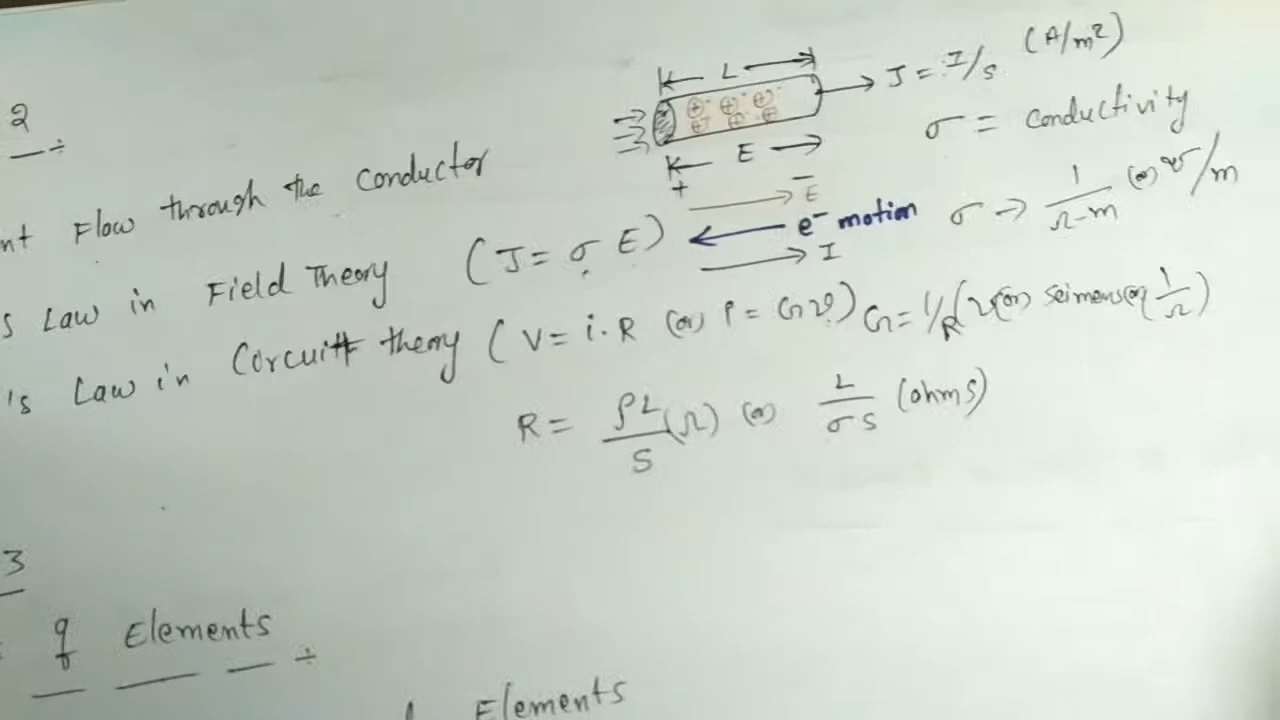 2
L
J = I/s (A/m²)
σ = conductivity
E
+ −
E
nt Flow through the conductor
e⁻ motion
I
σ → 1/Ω-m (or) ℧/m
s Law in Field Theory (J = σ E)
's Law in Corcuitt theory (V = i.R (or) i = Gv) G = 1/R (℧(or) seimens(or) 1/Ω)
R = ρL/S (Ω) (or) L/σS (ohms)
3
of Elements
Elements